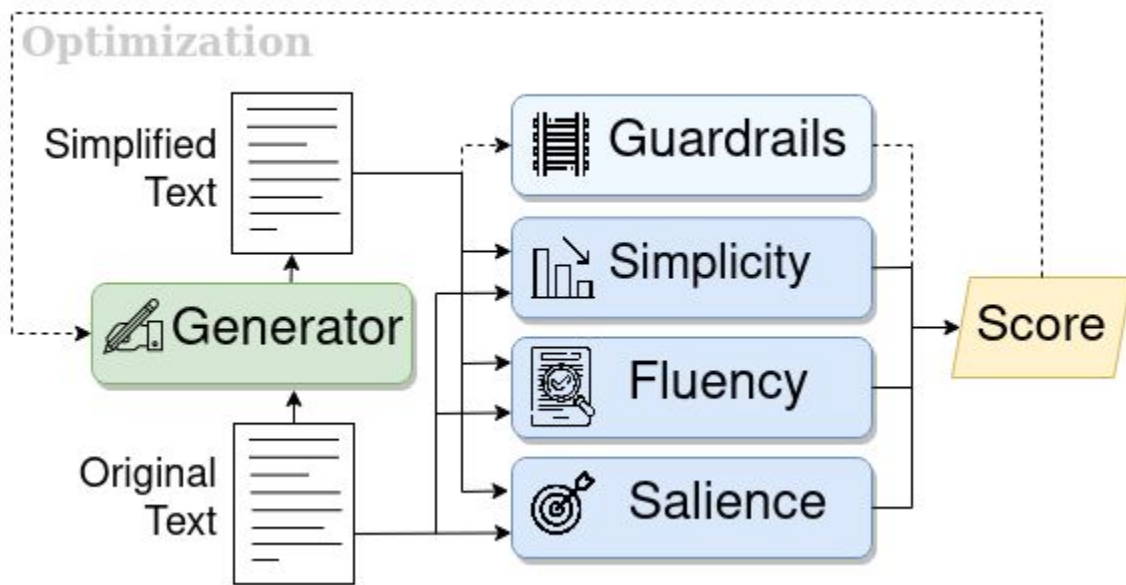 Optimization
Simplified
Text
Guardrails
Simplicity
Generator
Score
Fluency
Original
Text
Salience